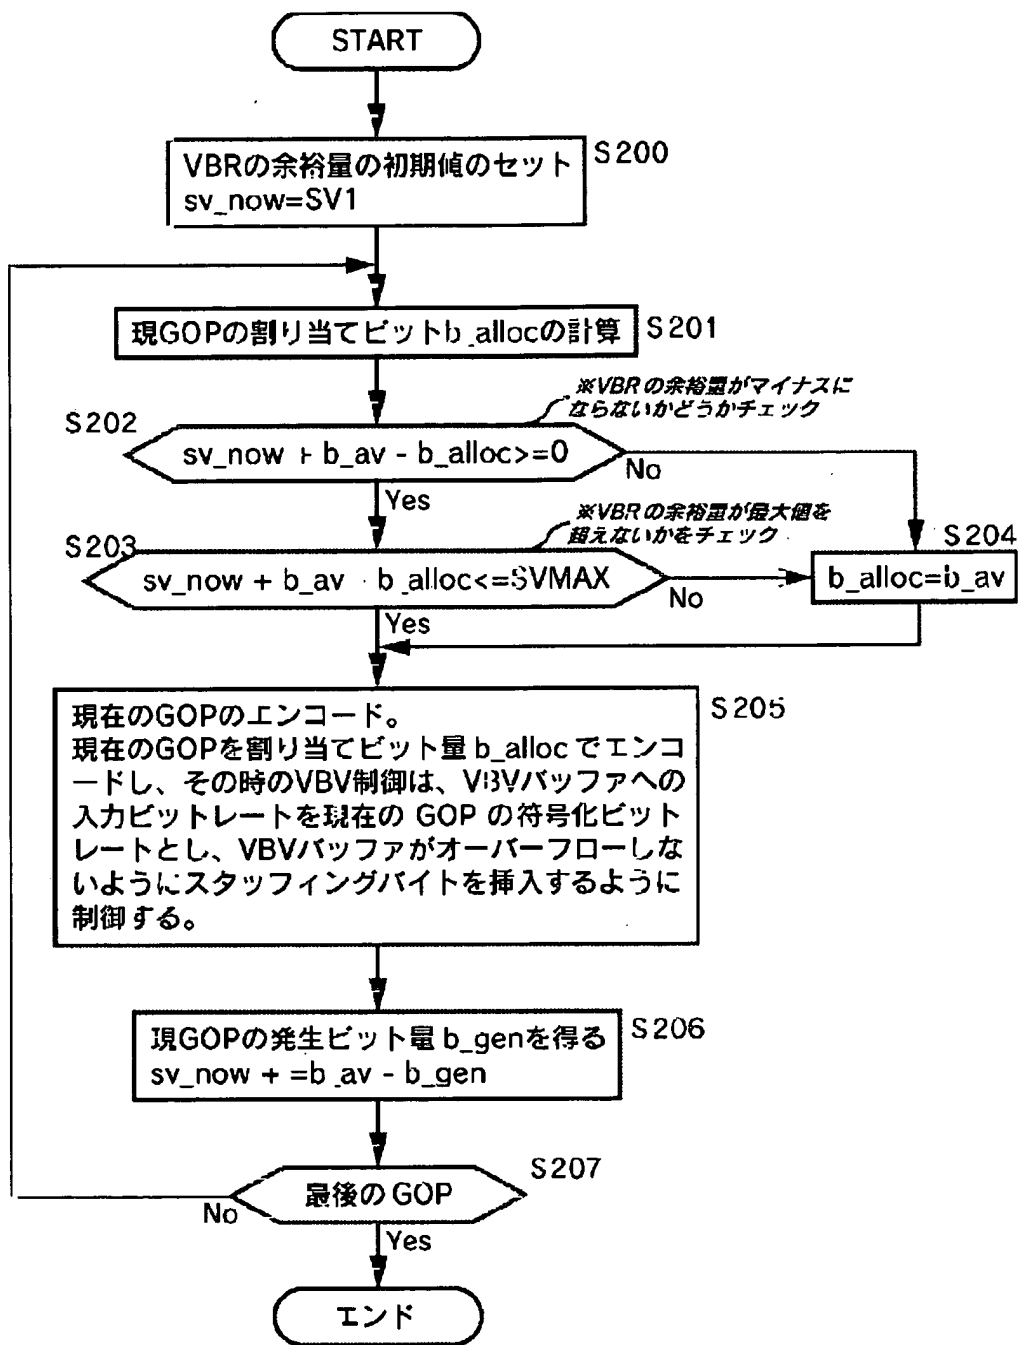 START
VBRの余裕量の初期値のセット
sv_now=SV1
S200
現GOPの割り当てビットb_allocの計算
S201
※VBRの余裕量がマイナスに
ならないかどうかチェック
S202
sv_now + b_av - b_alloc>=0
No
Yes
※VBRの余裕量が最大値を
超えないかをチェック
S203
sv_now + b_av - b_alloc<=SVMAX
No
S204
b_alloc=b_av
Yes
S205
現在のGOPのエンコード。
現在のGOPを割り当てビット量 b_alloc でエンコ
ードし、その時のVBV制御は、VBVバッファへの
入力ビットレートを現在の GOP の符号化ビット
レートとし、VBVバッファがオーバーフローしな
いようにスタッフィングバイトを挿入するように
制御する。
現GOPの発生ビット量 b_genを得る
sv_now + =b_av - b_gen
S206
S207
最後の GOP
No
Yes
エンド